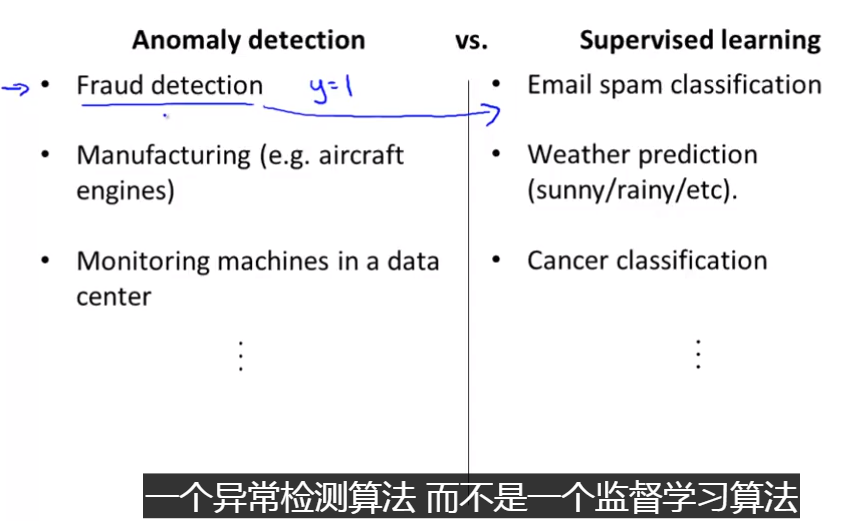 Anomaly detection vs. Supervised learning
• Fraud detection y=1
• Manufacturing (e.g. aircraft
engines)
• Monitoring machines in a data
center
• Email spam classification
• Weather prediction
(sunny/rainy/etc).
• Cancer classification
一个异常检测算法 而不是一个监督学习算法